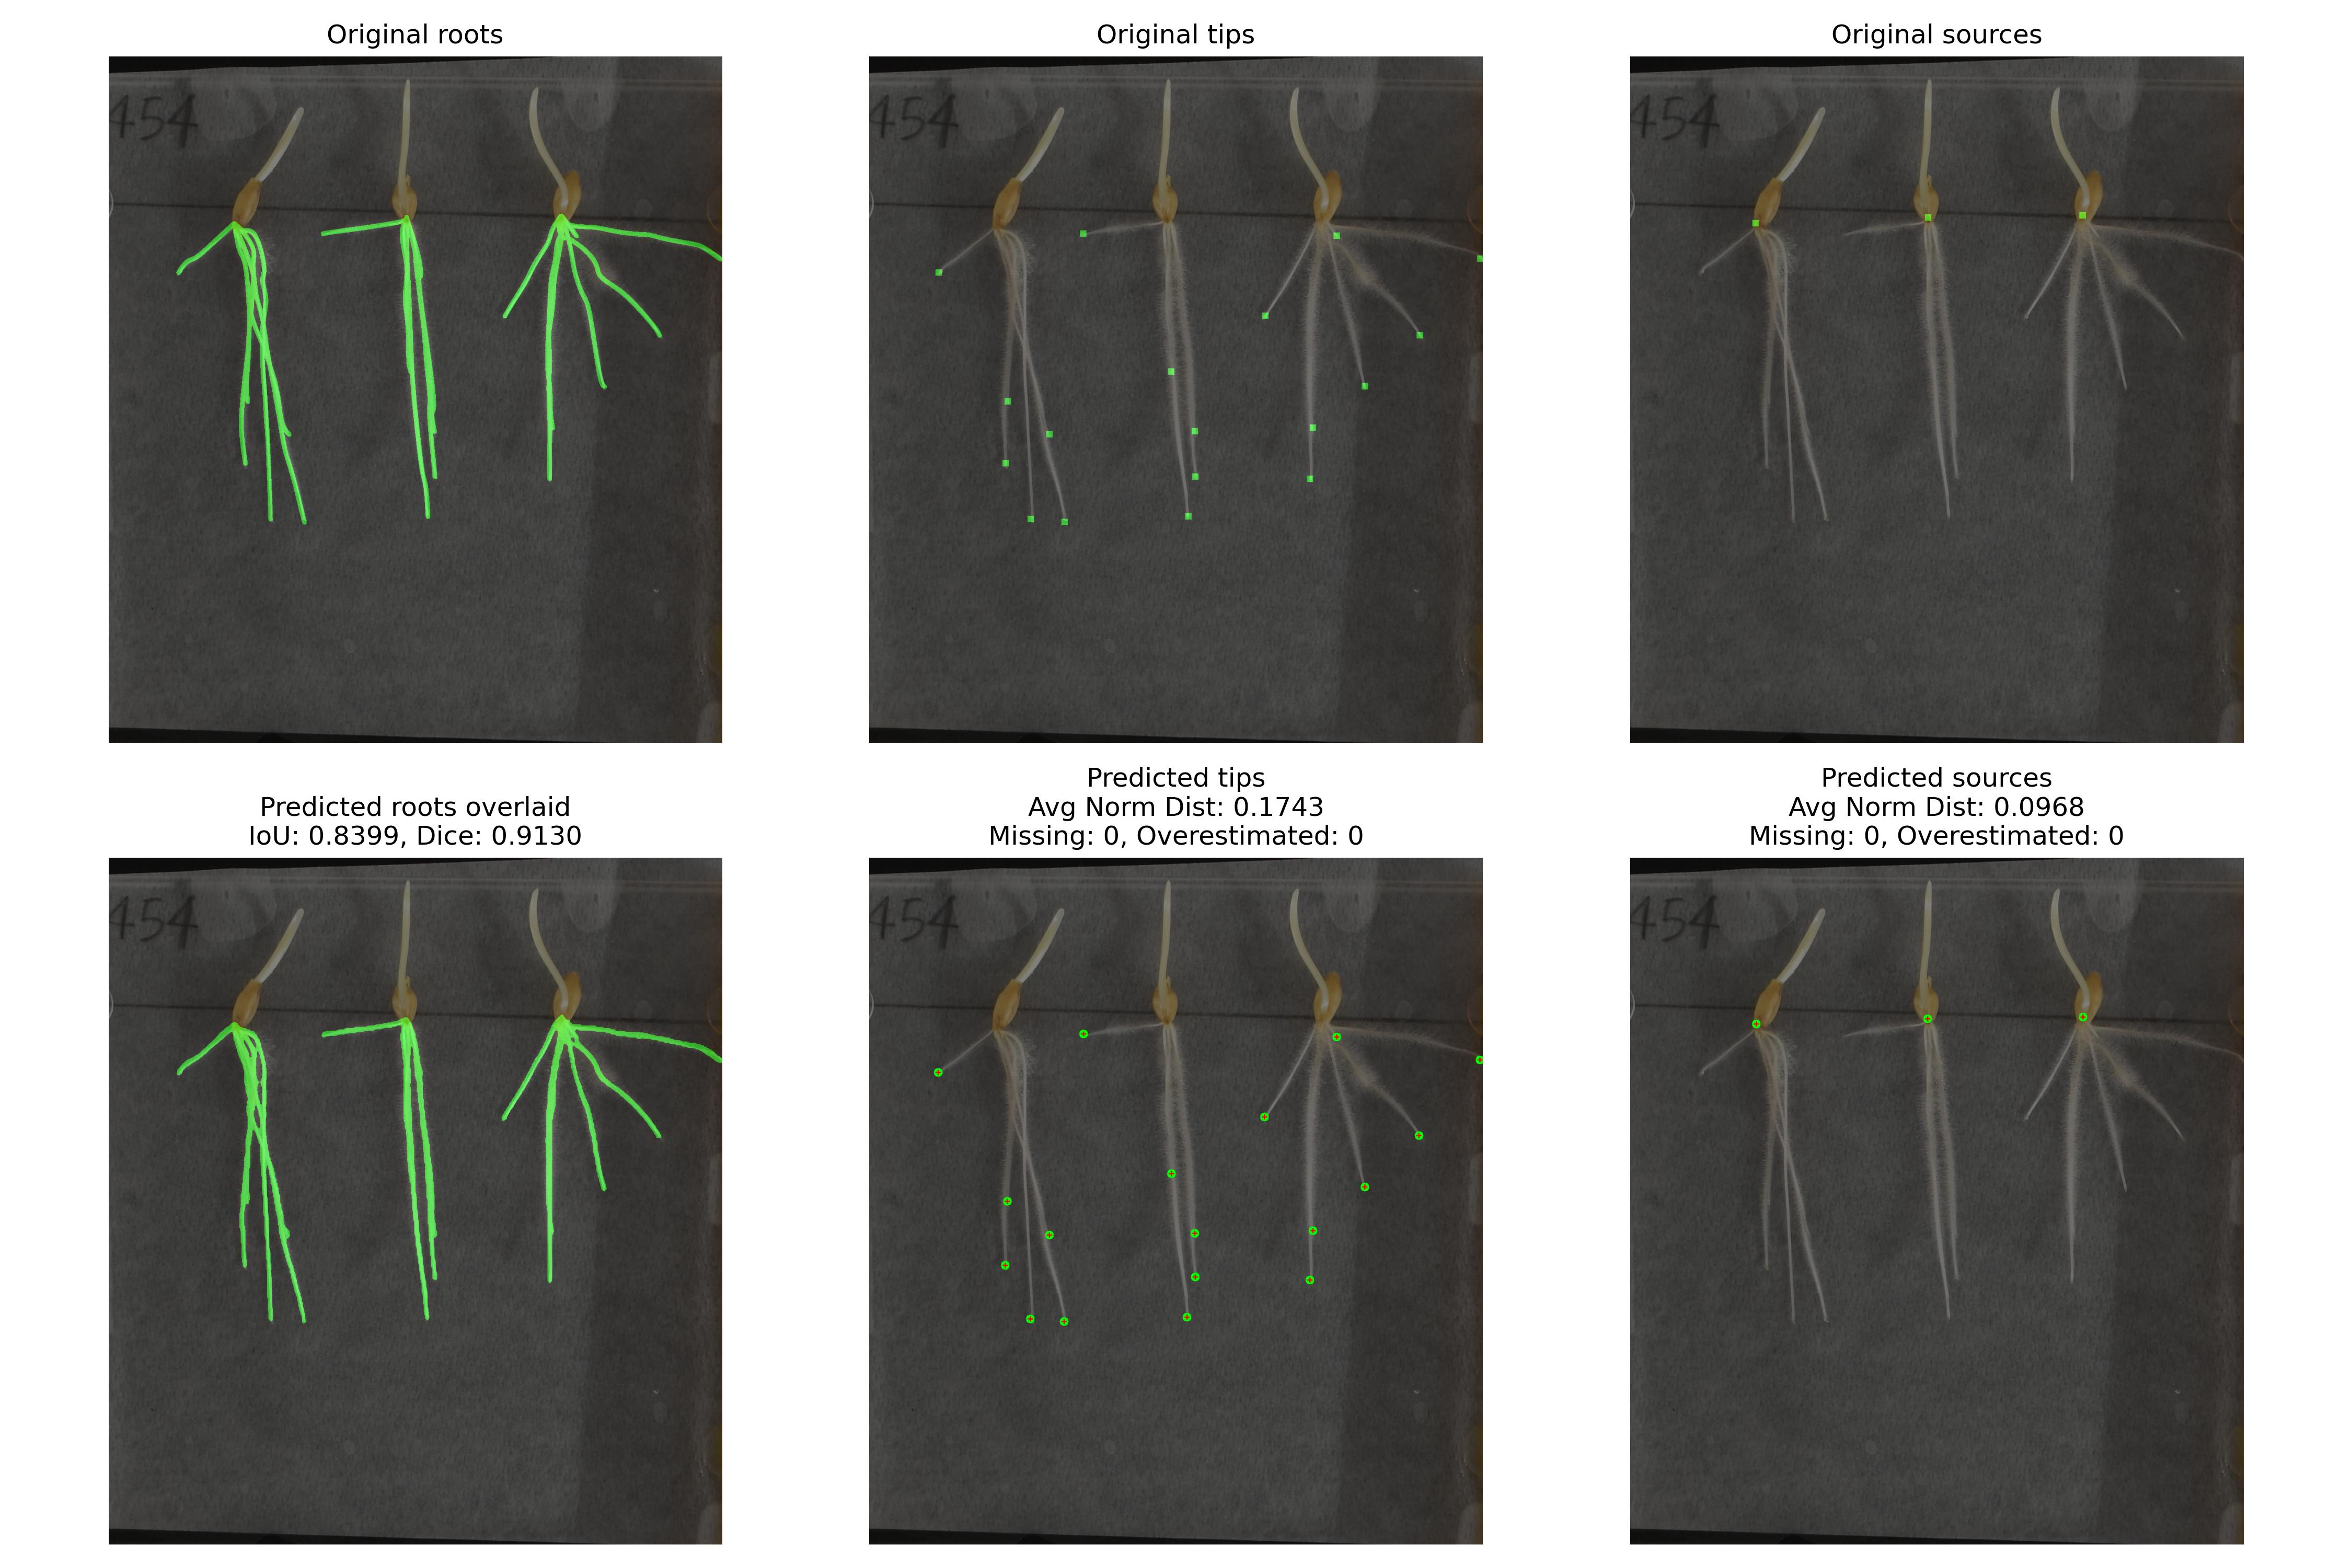 Original roots
Original tips
Original sources
454
454
454
Predicted roots overlaid
IoU: 0.8399, Dice: 0.9130
Predicted tips
Avg Norm Dist: 0.1743
Missing: 0, Overestimated: 0
Predicted sources
Avg Norm Dist: 0.0968
Missing: 0, Overestimated: 0
454
454
454